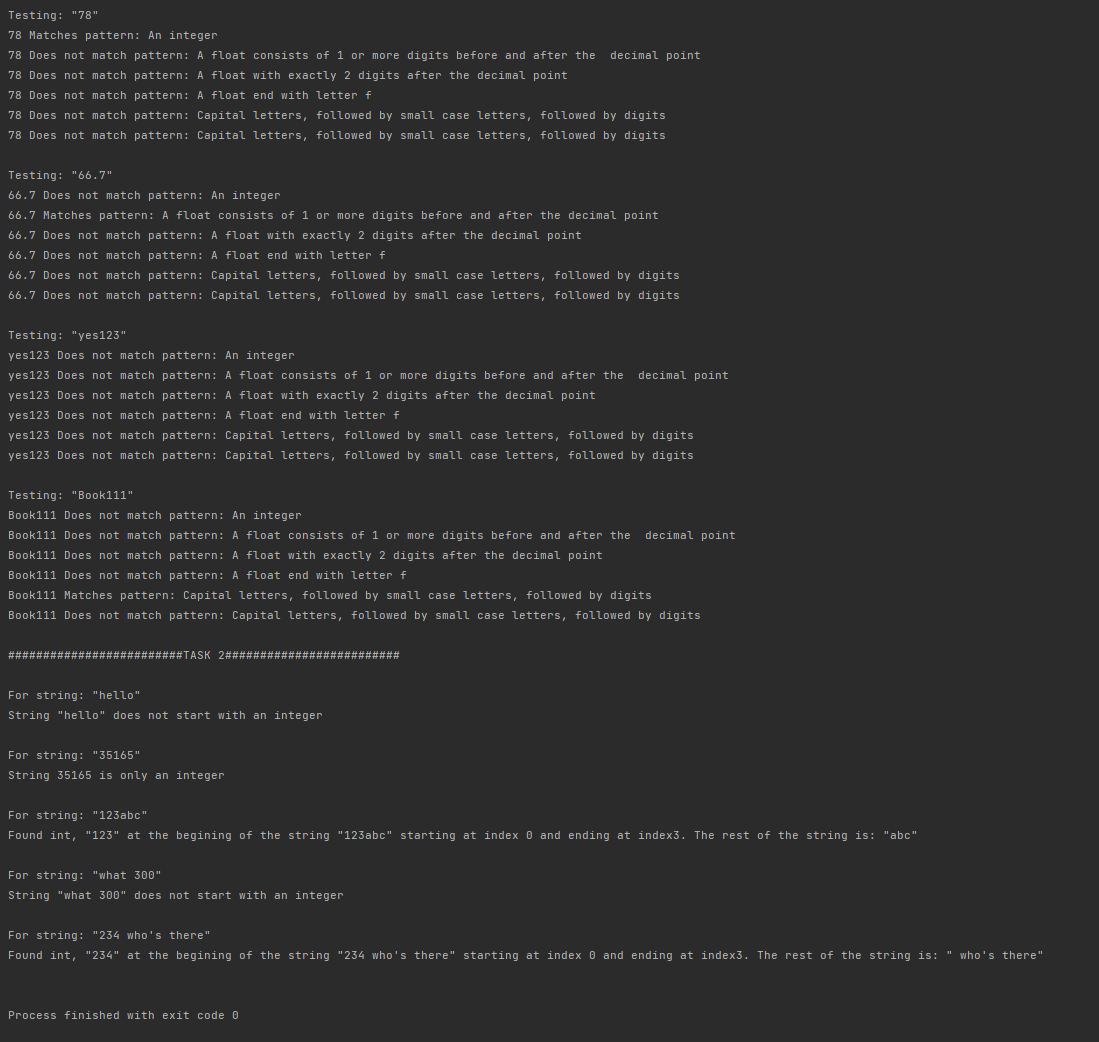 Testing: "78"
78 Matches pattern: An integer
78 Does not match pattern: A float consists of 1 or more digits before and after the  decimal point
78 Does not match pattern: A float with exactly 2 digits after the decimal point
78 Does not match pattern: A float end with letter f
78 Does not match pattern: Capital letters, followed by small case letters, followed by digits
78 Does not match pattern: Capital letters, followed by small case letters, followed by digits
Testing: "66.7"
66.7 Does not match pattern: An integer
66.7 Matches pattern: A float consists of 1 or more digits before and after the decimal point
66.7 Does not match pattern: A float with exactly 2 digits after the decimal point
66.7 Does not match pattern: A float end with letter f
66.7 Does not match pattern: Capital letters, followed by small case letters, followed by digits
66.7 Does not match pattern: Capital letters, followed by small case letters, followed by digits
Testing: "yes123"
yes123 Does not match pattern: An integer
yes123 Does not match pattern: A float consists of 1 or more digits before and after the  decimal point
yes123 Does not match pattern: A float with exactly 2 digits after the decimal point
yes123 Does not match pattern: A float end with letter f
yes123 Does not match pattern: Capital letters, followed by small case letters, followed by digits
yes123 Does not match pattern: Capital letters, followed by small case letters, followed by digits
Testing: "Book111"
Book111 Does not match pattern: An integer
Book111 Does not match pattern: A float consists of 1 or more digits before and after the  decimal point
Book111 Does not match pattern: A float with exactly 2 digits after the decimal point
Book111 Does not match pattern: A float end with letter f
Book111 Matches pattern: Capital letters, followed by small case letters, followed by digits
Book111 Does not match pattern: Capital letters, followed by small case letters, followed by digits
#########################TASK 2#########################
For string: "hello"
String "hello" does not start with an integer
For string: "35165"
String 35165 is only an integer
For string: "123abc"
Found int, "123" at the begining of the string "123abc" starting at index 0 and ending at index3. The rest of the string is: "abc"
For string: "what 300"
String "what 300" does not start with an integer
For string: "234 who's there"
Found int, "234" at the begining of the string "234 who's there" starting at index 0 and ending at index3. The rest of the string is: " who's there"
Process finished with exit code 0